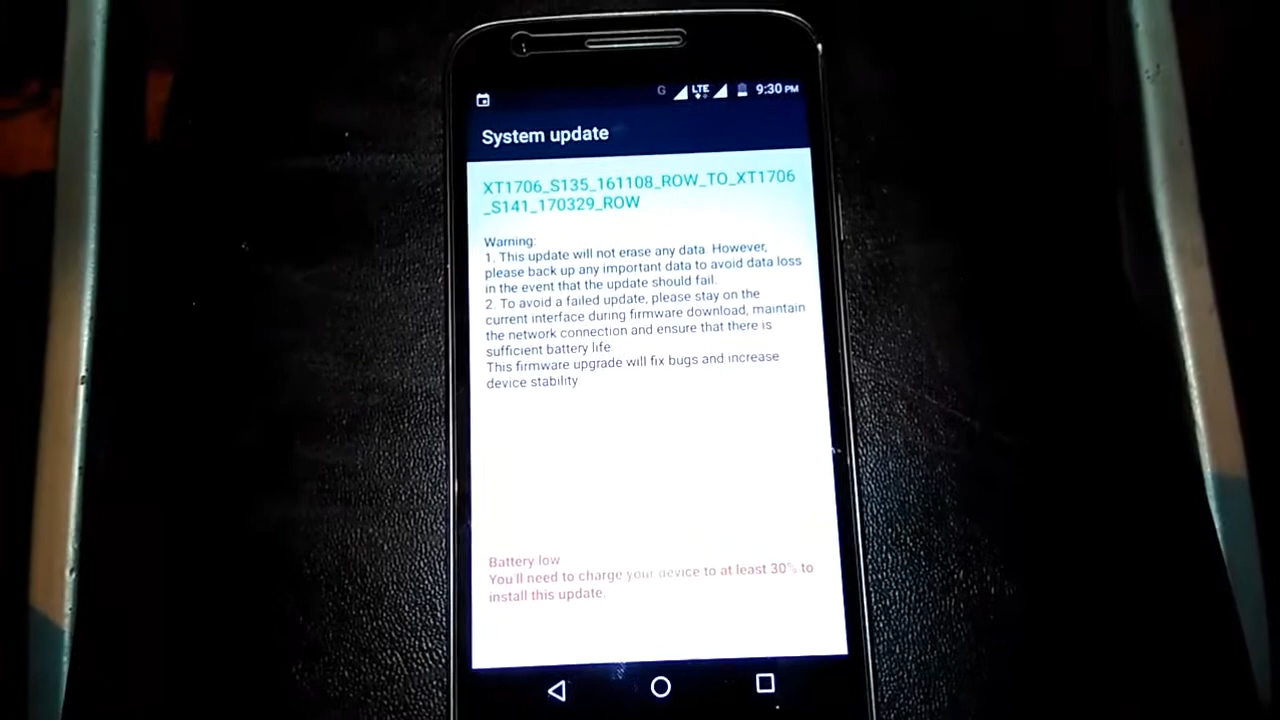 G LTE 9:30 PM
System update
XT1706_S135_161108_ROW_TO_XT1706
_S141_170329_ROW
Warning:
1. This update will not erase any data. However,
please back up any important data to avoid data loss
in the event that the update should fail.
2. To avoid a failed update, please stay on the
current interface during firmware download, maintain
the network connection and ensure that there is
sufficient battery life
This firmware upgrade will fix bugs and increase
device stability
Battery low
You'll need to charge your device to at least 30% to
install this update.